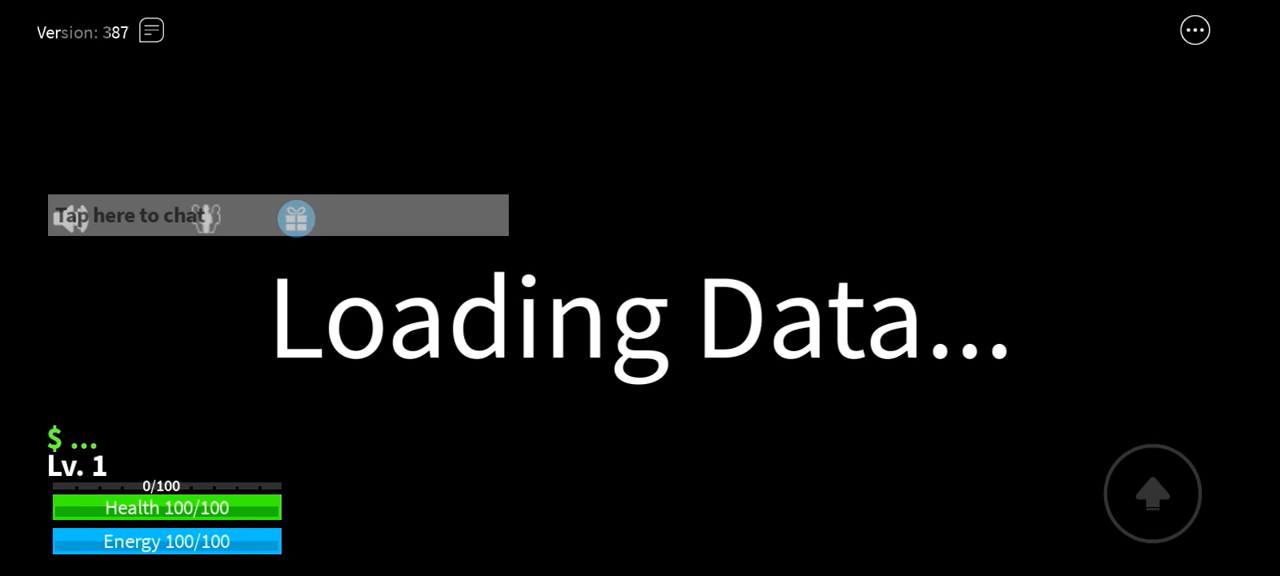 Version: 387
Tap here to chat
Loading Data...
$ ...
Lv. 1
0/100
Health 100/100
Energy 100/100